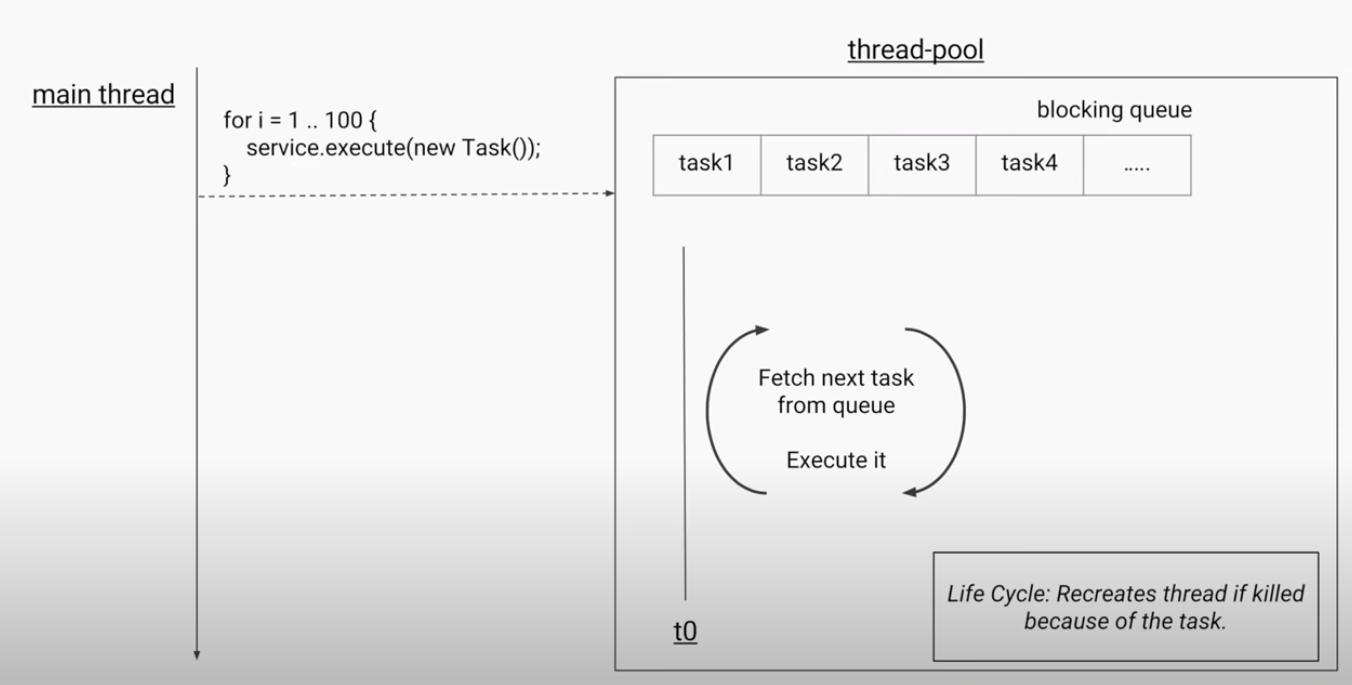 thread-pool
main thread
for i = 1 .. 100 {
service.execute(new Task());
}
blocking queue
task1 task2 task3 task4 .....
Fetch next task
from queue
Execute it
Life Cycle: Recreates thread if killed
because of the task.
t0